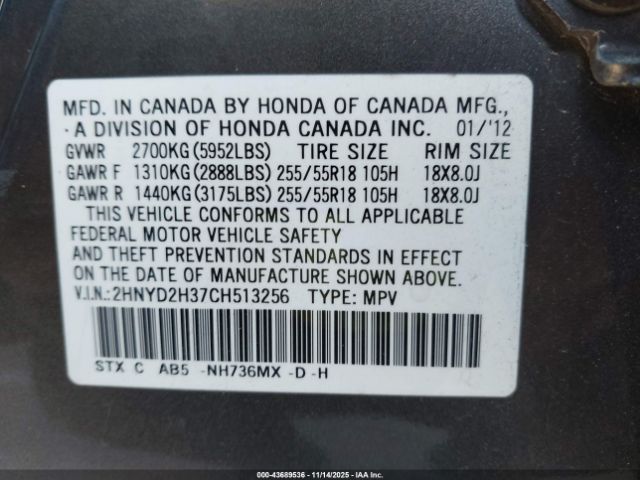 MFD. IN CANADA BY HONDA OF CANADA MFG.,
A DIVISION OF HONDA CANADA INC. 01/'12
GVWR 2700KG(5952LBS) TIRE SIZE RIM SIZE
GAWR F 1310KG(2888LBS) 255/55R18 105H 18X8.0J
GAWR R 1440KG(3175LBS) 255/55R18 105H 18X8.0J
THIS VEHICLE CONFORMS TO ALL APPLICABLE
FEDERAL MOTOR VEHICLE SAFETY
AND THEFT PREVENTION STANDARDS IN EFFECT
ON THE DATE OF MANUFACTURE SHOWN ABOVE.
V.I.N.:2HNYD2H37CH513256 TYPE: MPV
STX C AB5 -NH736MX -D -H
000-43689536 - 11/14/2025 - IAAI, Inc.